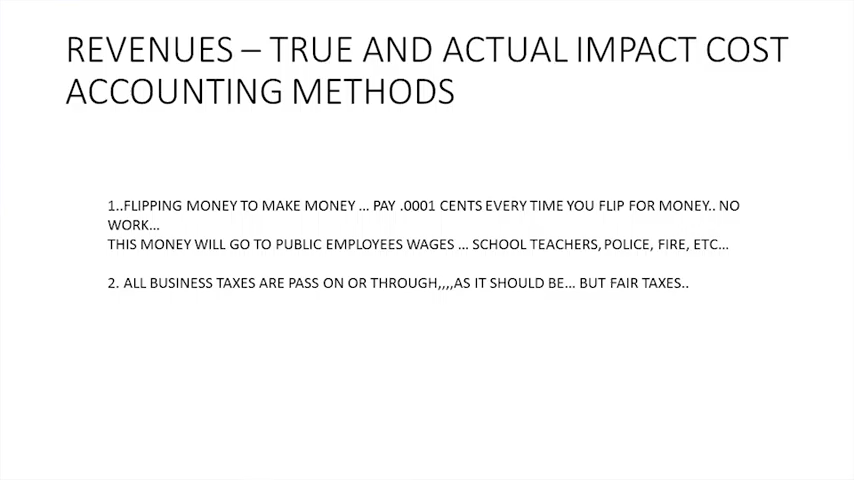 REVENUES – TRUE AND ACTUAL IMPACT COST
ACCOUNTING METHODS
1..FLIPPING MONEY TO MAKE MONEY ... PAY .0001 CENTS EVERY TIME YOU FLIP FOR MONEY.. NO
WORK...
THIS MONEY WILL GO TO PUBLIC EMPLOYEES WAGES ... SCHOOL TEACHERS, POLICE, FIRE, ETC...
2. ALL BUSINESS TAXES ARE PASS ON OR THROUGH,,,,AS IT SHOULD BE... BUT FAIR TAXES..